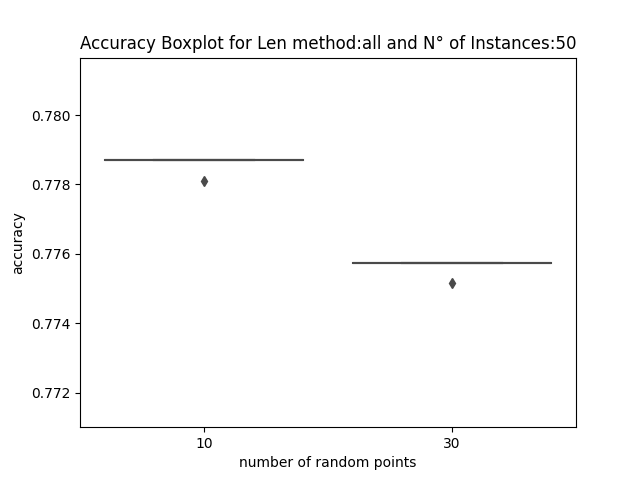 Accuracy Boxplot for Len method:all and N° of Instances:50
0.780
0.778
0.776
0.774
0.772
accuracy
10
30
number of random points